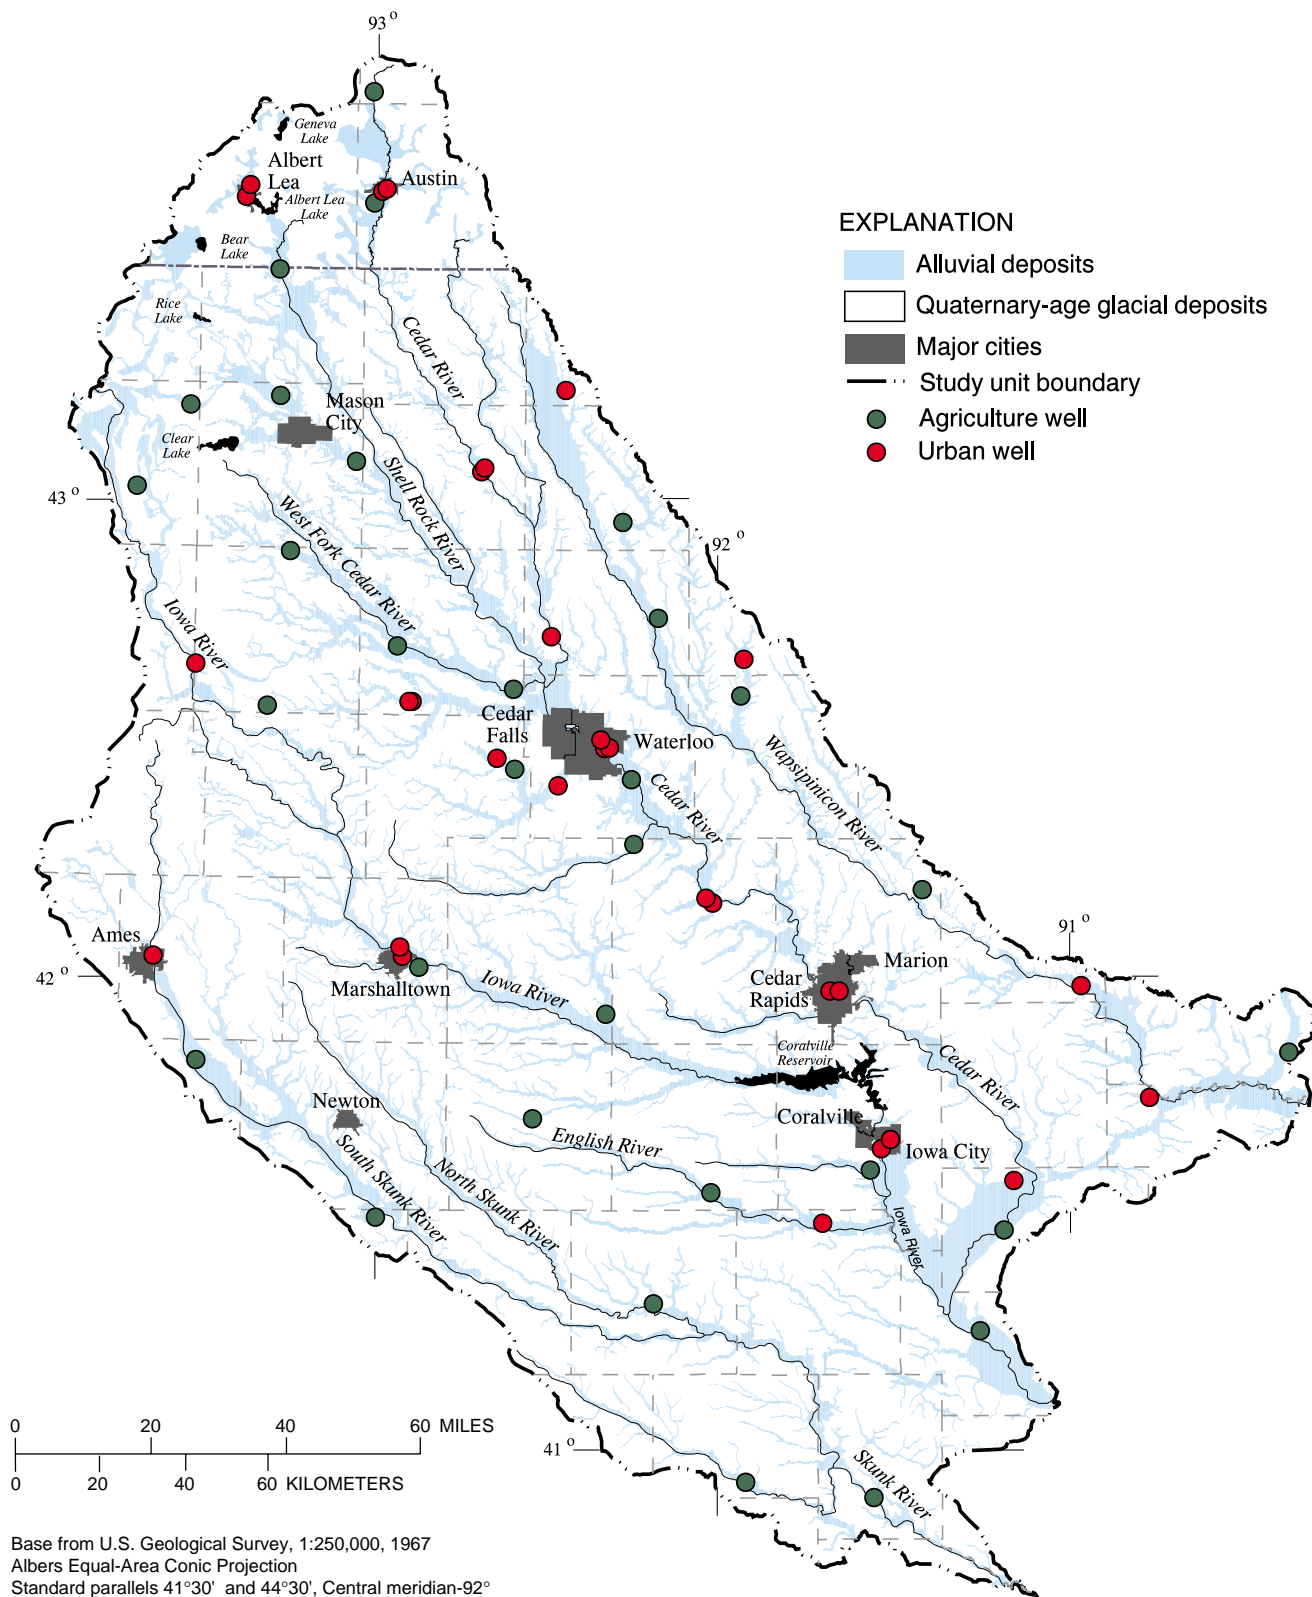 93 o
Geneva
Lake
Albert
Lea
Albert Lea
Lake
Austin
Bear
Lake
Rice
Lake
EXPLANATION
Alluvial deposits
Quaternary-age glacial deposits
Major cities
Study unit boundary
Agriculture well
Urban well
Cedar River
Mason
City
Clear
Lake
43 o
Shell Rock River
West Fork Cedar River
92 o
Iowa River
Cedar
Falls
Waterloo
Cedar River
Wapsipinicon River
Ames
42 o
Marshalltown
Iowa River
Cedar
Rapids
Marion
91 o
Coralville
Reservoir
Cedar River
Newton
Coralville
English River
Iowa City
South Skunk River
North Skunk River
Iowa River
41 o
Skunk River
0 20 40 60 MILES
0 20 40 60 KILOMETERS
Base from U.S. Geological Survey, 1:250,000, 1967
Albers Equal-Area Conic Projection
Standard parallels 41°30' and 44°30', Central meridian-92°